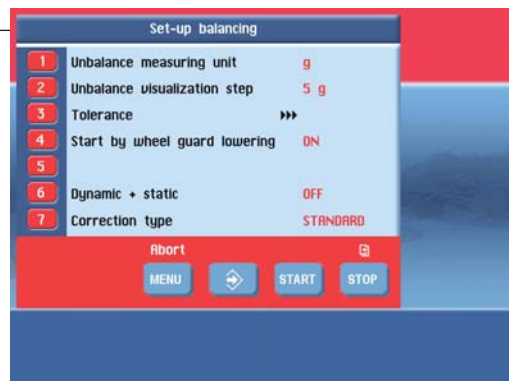 Set-up balancing
1 Unbalance measuring unit g
2 Unbalance visualization step 5 g
3 Tolerance
4 Start by wheel guard lowering ON
5
6 Dynamic + static OFF
7 Correction type STANDARD
Abort
MENU START STOP